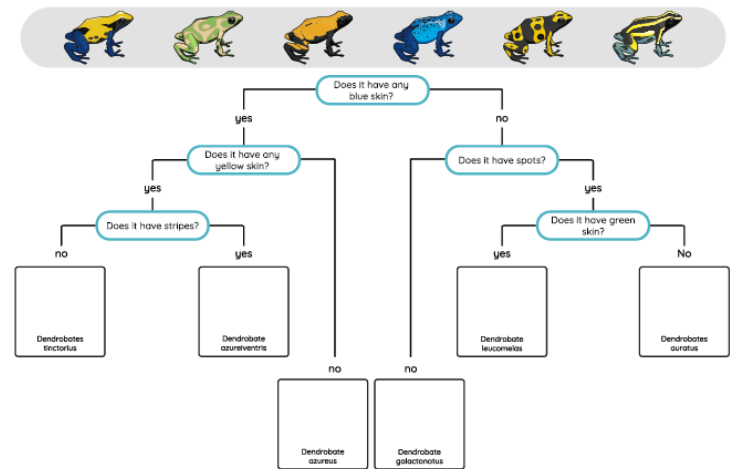 Does it have any
blue skin?
yes
no
Does it have any
yellow skin?
Does it have spots?
yes
yes
Does it have stripes?
Does it have green
skin?
no
yes
yes
No
Dendrobates
tinctorius
Dendrobate
azureiventris
Dendrobate
leucomelas
Dendrobates
auratus
no
no
Dendrobate
azureus
Dendrobate
galactonotus